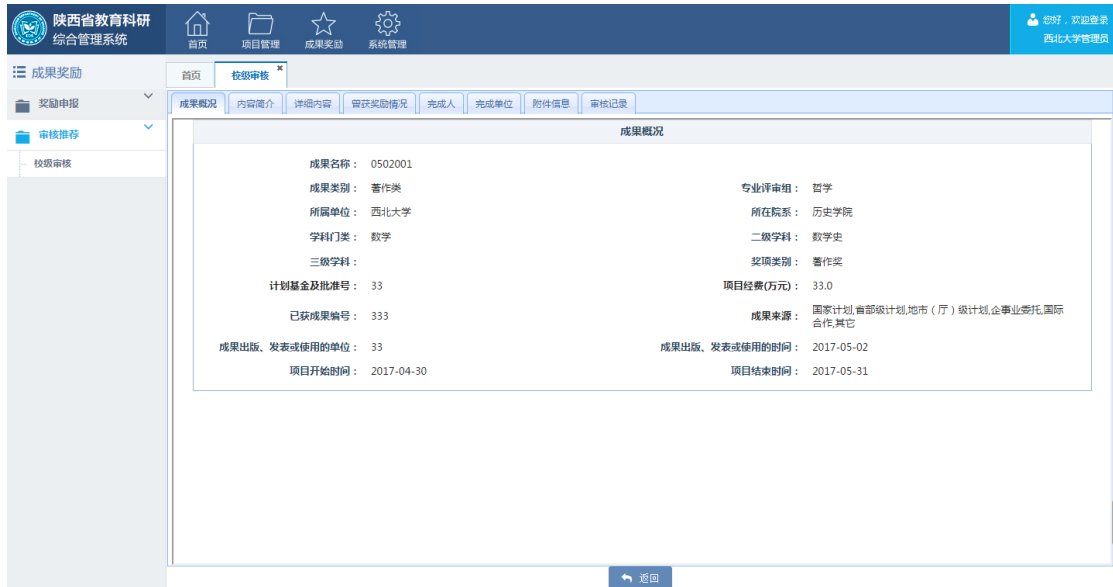 陕西省教育科研
综合管理系统
首页
项目管理
成果奖励
系统管理
您好，欢迎登录
西北大学管理员
成果奖励
奖励申报
审核推荐
校级审核
首页
校级审核
成果概况
内容简介
详细内容
曾获奖励情况
完成人
完成单位
附件信息
审核记录
成果概况
成果名称： 0502001
成果类别： 著作类 专业评审组： 哲学
所属单位： 西北大学 所在院系： 历史学院
学科门类： 数学 二级学科： 数学史
三级学科： 奖项类别： 著作奖
计划基金及批准号： 33 项目经费(万元)： 33.0
已获成果编号： 333 成果来源： 国家计划,省部级计划,地市（厅）级计划,企事业委托,国际
合作,其它
成果出版、发表或使用的单位： 33 成果出版、发表或使用的时间： 2017-05-02
项目开始时间： 2017-04-30 项目结束时间： 2017-05-31
返回